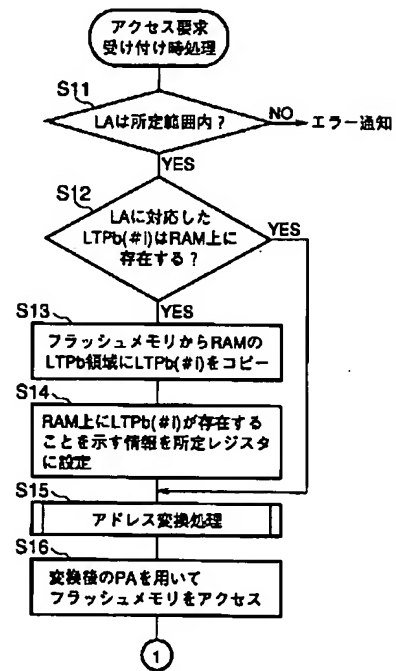 アクセス要求
受け付け時処理
S11
LAは所定範囲内？
NO
エラー通知
YES
S12
LAに対応した
LTPb(#i)はRAM上に
存在する？
YES
YES
S13
フラッシュメモリからRAMの
LTPb領域にLTPb(#i)をコピー
S14
RAM上にLTPb(#i)が存在する
ことを示す情報を所定レジスタ
に設定
S15
アドレス変換処理
S16
変換後のPAを用いて
フラッシュメモリをアクセス
1